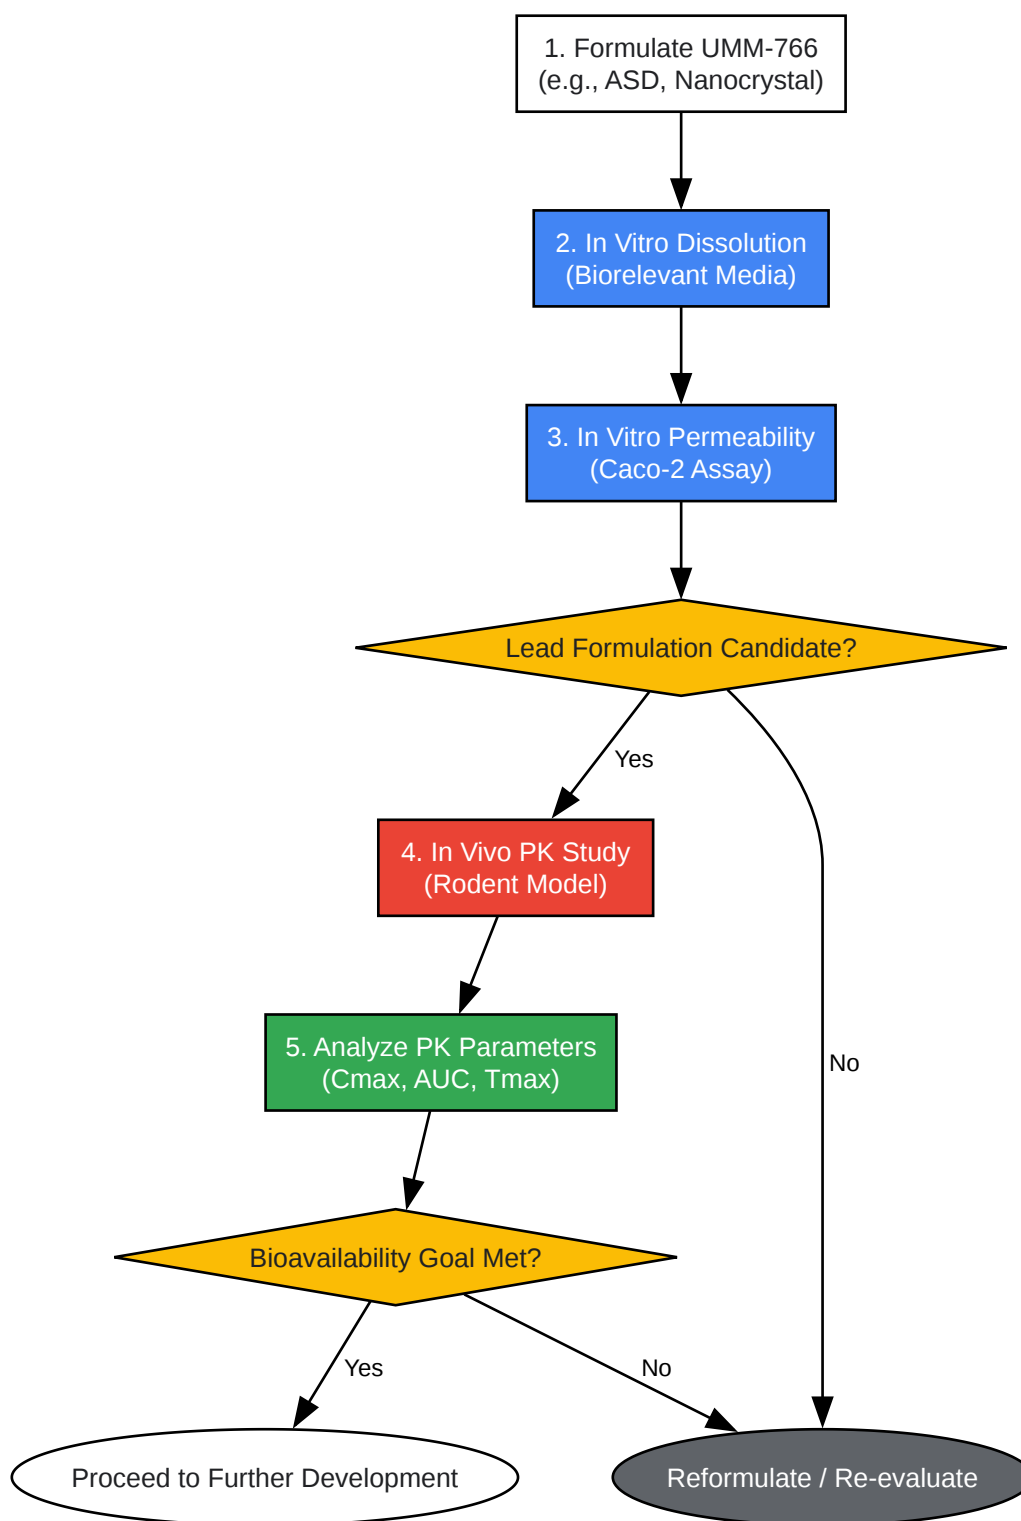 1. Formulate UMM-766
(e.g., ASD, Nanocrystal)
2. In Vitro Dissolution
(Biorelevant Media)
3. In Vitro Permeability
(Caco-2 Assay)
Lead Formulation Candidate?
Yes
4. In Vivo PK Study
(Rodent Model)
5. Analyze PK Parameters
(Cmax, AUC, Tmax)
No
Bioavailability Goal Met?
Yes
No
Proceed to Further Development
Reformulate / Re-evaluate